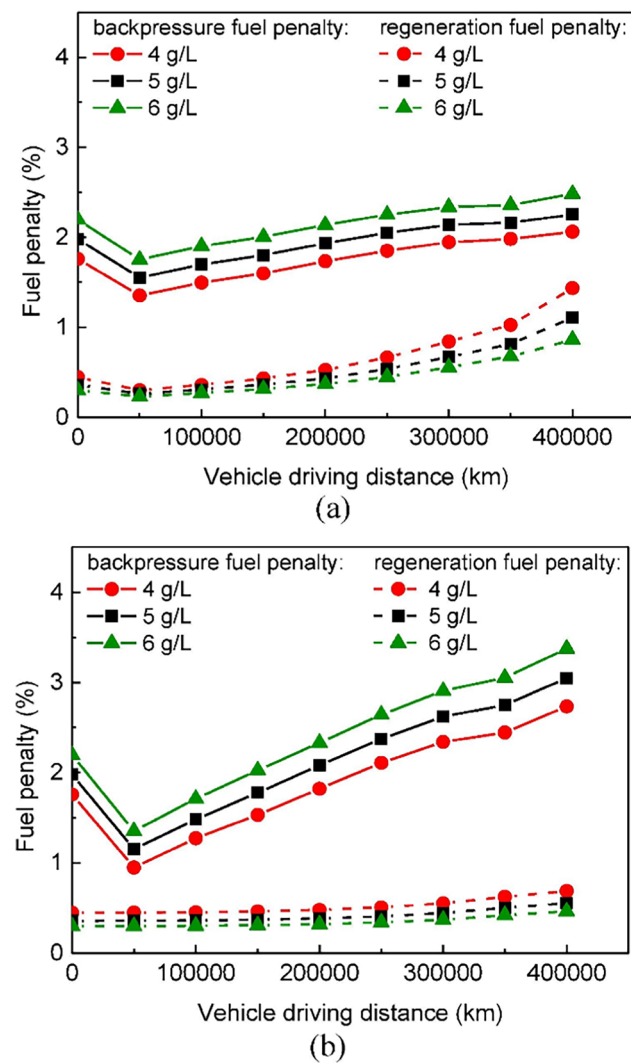 backpressure fuel penalty: regeneration fuel penalty:
4 g/L 4 g/L
5 g/L 5 g/L
6 g/L 6 g/L
4
3
2
1
0
Fuel penalty (%)
0 100000 200000 300000 400000
Vehicle driving distance (km)
(a)
backpressure fuel penalty: regeneration fuel penalty:
4 g/L 4 g/L
5 g/L 5 g/L
6 g/L 6 g/L
4
3
2
1
0
Fuel penalty (%)
0 100000 200000 300000 400000
Vehicle driving distance (km)
(b)